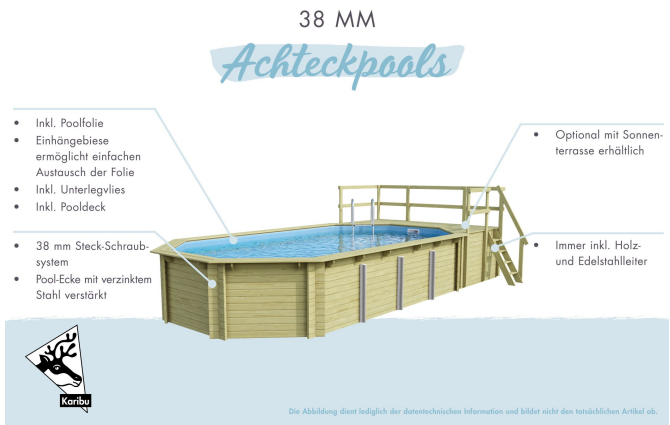 38 MM
Achteckpools
• Inkl. Poolfolie
• Einhängebiese
ermöglicht einfachen
Austausch der Folie
• Inkl. Unterlegvlies
• Inkl. Pooldeck
• 38 mm Steck-Schraub-
system
• Pool-Ecke mit verzinktem
Stahl verstärkt
• Optional mit Sonnen-
terrasse erhältlich
• Immer inkl. Holz-
und Edelstahlleiter
Karibu
Die Abbildung dient lediglich der datentechnischen Information und bildet nicht den tatsächlichen Artikel ab.